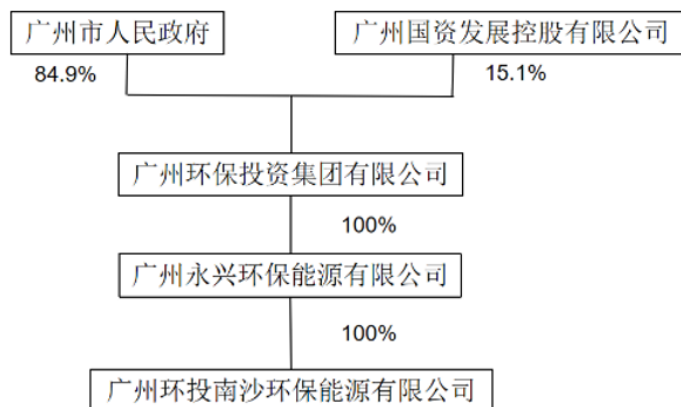 广州市人民政府
广州国资发展控股有限公司
84.9%
15.1%
广州环保投资集团有限公司
100%
广州永兴环保能源有限公司
100%
广州环投南沙环保能源有限公司